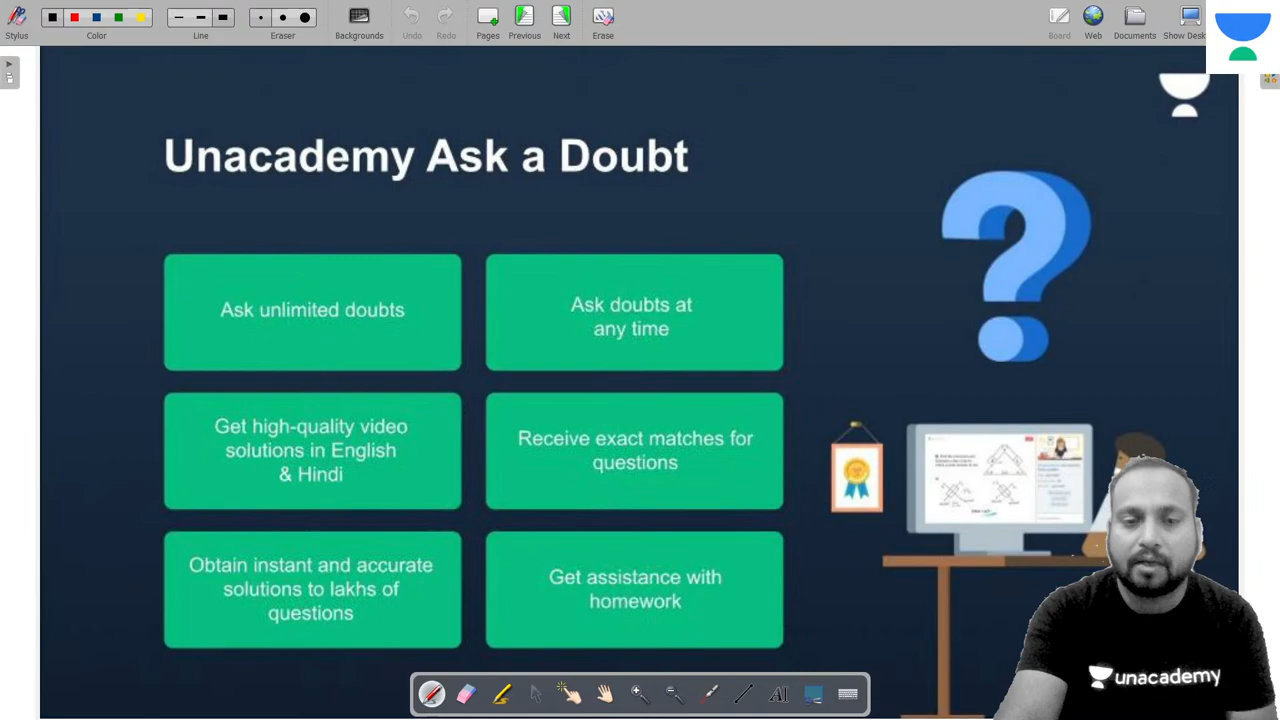 Stylus
Color
Line
Eraser
Backgrounds
Undo
Redo
Pages
Previous
Next
Erase
Board
Web
Documents
Show Desk
Unacademy Ask a Doubt
Ask unlimited doubts
Ask doubts at
any time
Get high-quality video
solutions in English
& Hindi
Receive exact matches for
questions
Obtain instant and accurate
solutions to lakhs of
questions
Get assistance with
homework
unacademy
AI